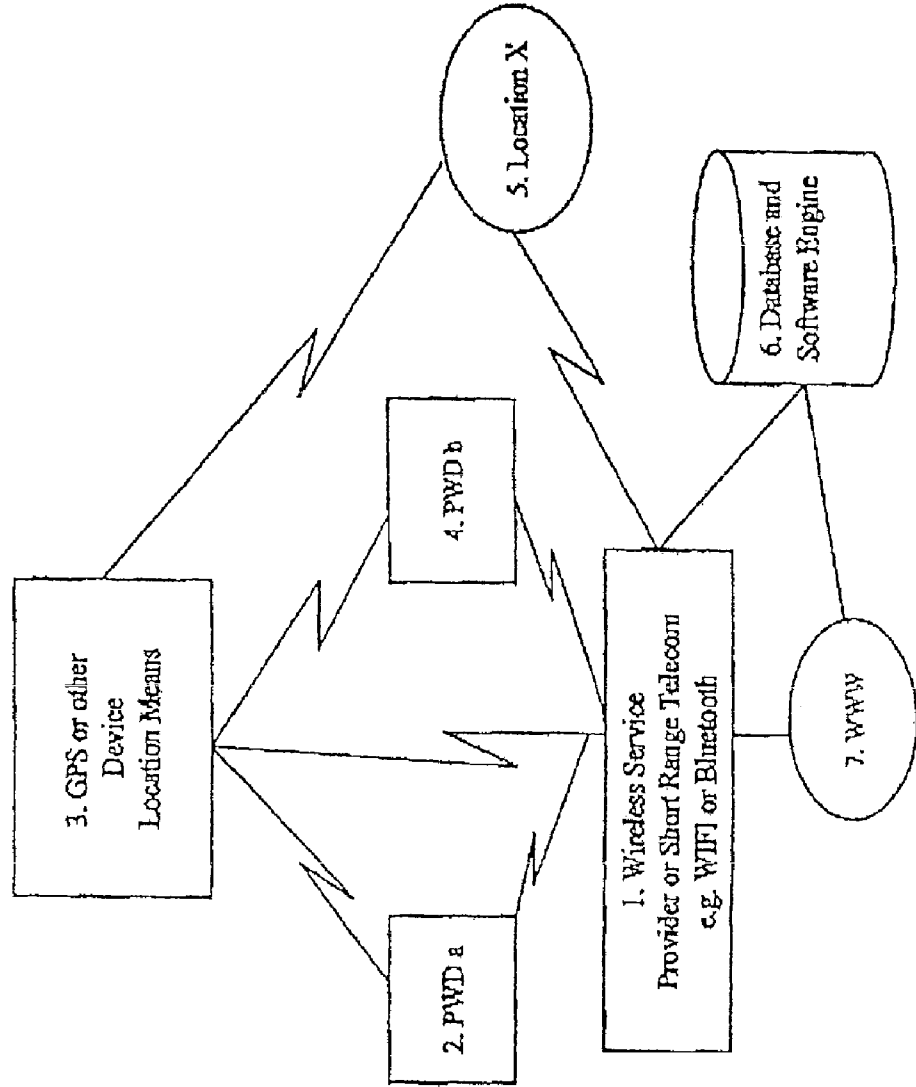 3. GPS or other
Device
Location Means
2. PWD a
4. PWD b
5. Location X
1. Wireless Service
Provider or Short Range Telecom
e.g. WIFI or Bluetooth
6. Database and
Software Engine
7. WWW